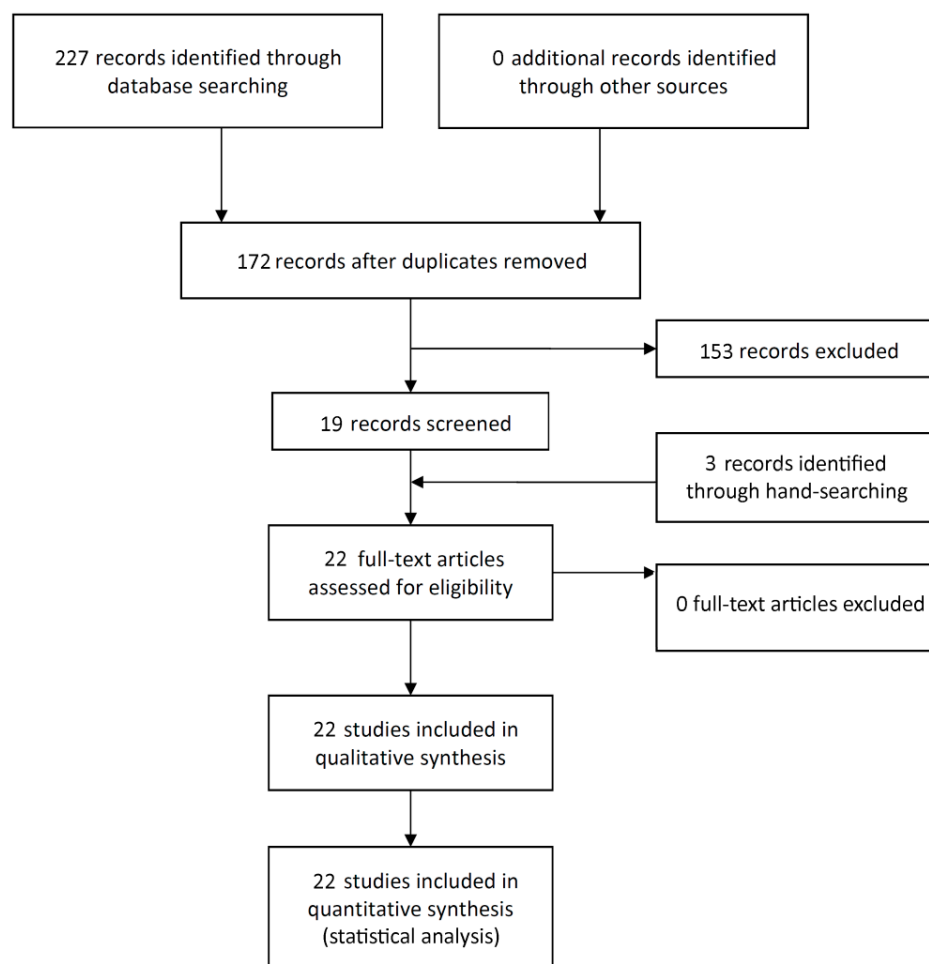 227 records identified through
database searching
0 additional records identified
through other sources
172 records after duplicates removed
153 records excluded
19 records screened
3 records identified
through hand-searching
22 full-text articles
assessed for eligibility
0 full-text articles excluded
22 studies included in
qualitative synthesis
22 studies included in
quantitative synthesis
(statistical analysis)